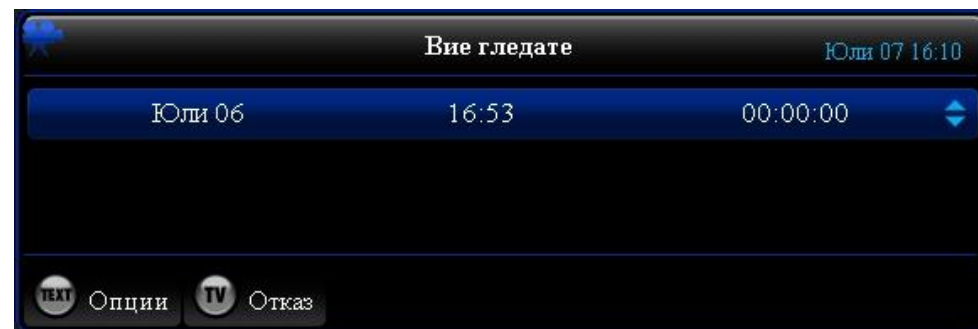 Вие гледате Юли 07 16:10
Юли 06 16:53 00:00:00
TEXT Опции TV Отказ